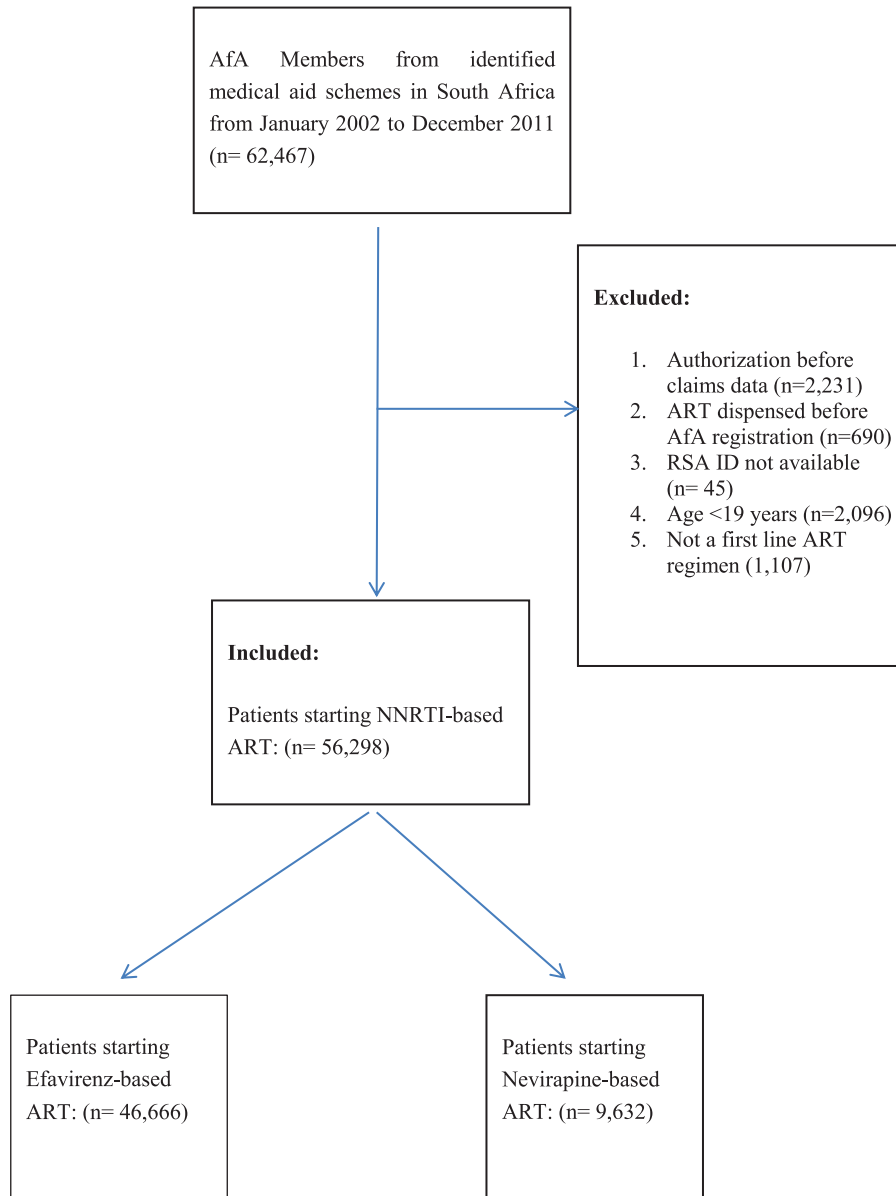 AfA Members from identified
medical aid schemes in South Africa
from January 2002 to December 2011
(n= 62,467)
Excluded:
1. Authorization before
claims data (n=2,231)
2. ART dispensed before
AfA registration (n=690)
3. RSA ID not available
(n= 45)
4. Age <19 years (n=2,096)
5. Not a first line ART
regimen (1,107)
Included:
Patients starting NNRTI-based
ART: (n= 56,298)
Patients starting
Efavirenz-based
ART: (n= 46,666)
Patients starting
Nevirapine-based
ART: (n= 9,632)